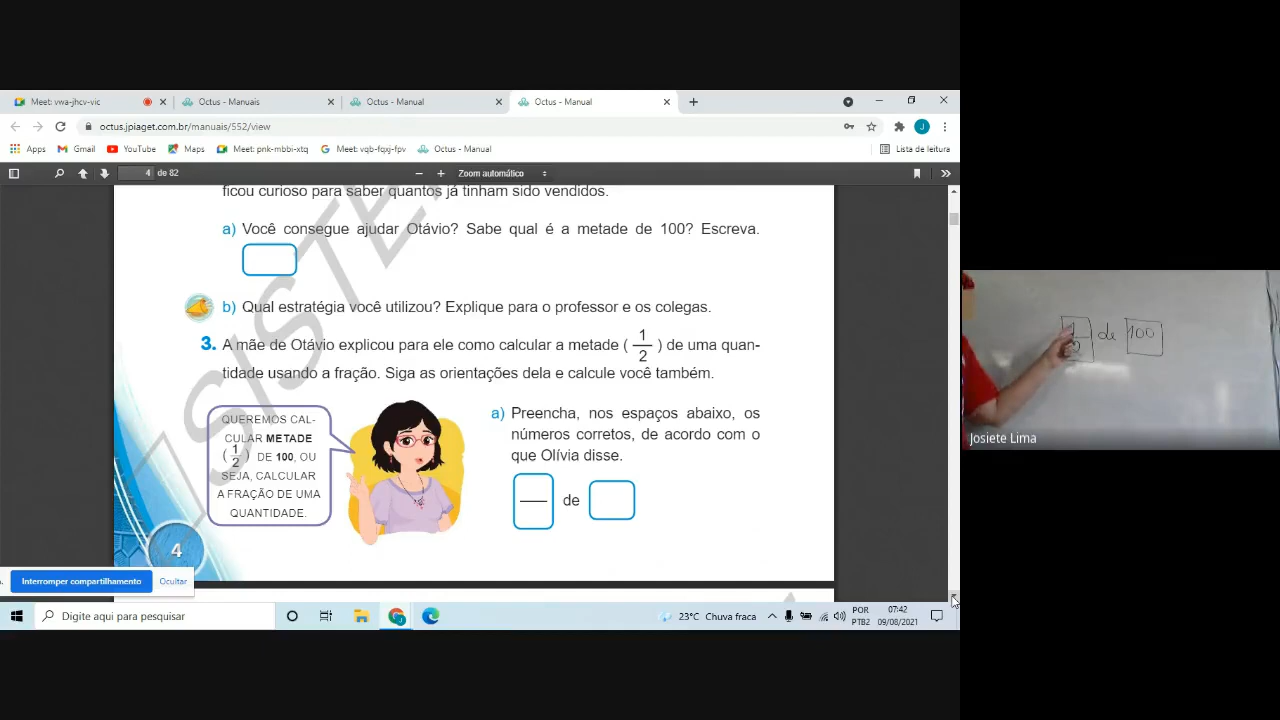 Meet: vwa-jhcv-vic
Octus - Manuais
Octus - Manual
Octus - Manual
octus.jpiaget.com.br/manuais/552/view
Apps
Gmail
YouTube
Maps
Meet: pnk-mbbi-xtq
Meet: vqb-fqxj-fpv
Octus - Manual
Lista de leitura
4 de 82
Zoom automático
ficou curioso para saber quantos já tinham sido vendidos.
a) Você consegue ajudar Otávio? Sabe qual é a metade de 100? Escreva.
b) Qual estratégia você utilizou? Explique para o professor e os colegas.
3. A mãe de Otávio explicou para ele como calcular a metade ( 1/2 ) de uma quan-
tidade usando a fração. Siga as orientações dela e calcule você também.
QUEREMOS CAL-
CULAR METADE
( 1/2 ) DE 100, OU
SEJA, CALCULAR
A FRAÇÃO DE UMA
QUANTIDADE.
a) Preencha, nos espaços abaixo, os
números corretos, de acordo com o
que Olívia disse.
de
4
Interromper compartilhamento
Ocultar
Digite aqui para pesquisar
23°C Chuva fraca
POR
PTB2
07:42
09/08/2021
1/2 de 100
Josiete Lima